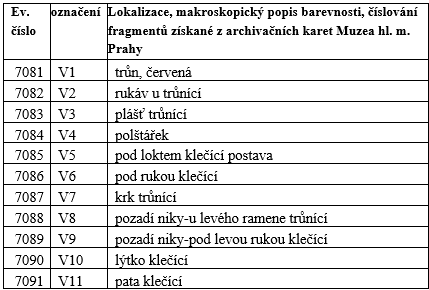 Ev. číslo označení Lokalizace, makroskopický popis barevnosti, číslování fragmentů získané z archivačních karet Muzea hl. m. Prahy
7081 V1 trůn, červená
7082 V2 rukáv u trůnící
7083 V3 plášť trůnící
7084 V4 polštářek
7085 V5 pod loktem klečící postava
7086 V6 pod rukou klečící
7087 V7 krk trůnící
7088 V8 pozadí niky-u levého ramene trůnící
7089 V9 pozadí niky-pod levou rukou klečící
7090 V10 lýtko klečící
7091 V11 pata klečící